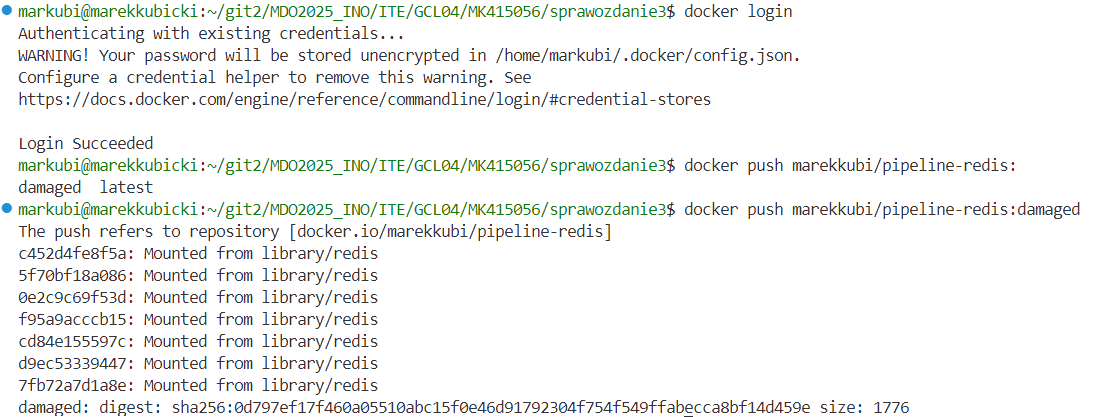 markubi@marekkubicki:~/git2/MDO2025_INO/ITE/GCL04/MK415056/sprawozdanie3$ docker login
Authenticating with existing credentials...
WARNING! Your password will be stored unencrypted in /home/markubi/.docker/config.json.
Configure a credential helper to remove this warning. See
https://docs.docker.com/engine/reference/commandline/login/#credential-stores

Login Succeeded
markubi@marekkubicki:~/git2/MDO2025_INO/ITE/GCL04/MK415056/sprawozdanie3$ docker push marekkubi/pipeline-redis:
damaged  latest
markubi@marekkubicki:~/git2/MDO2025_INO/ITE/GCL04/MK415056/sprawozdanie3$ docker push marekkubi/pipeline-redis:damaged
The push refers to repository [docker.io/marekkubi/pipeline-redis]
c452d4fe8f5a: Mounted from library/redis
5f70bf18a086: Mounted from library/redis
0e2c9c69f53d: Mounted from library/redis
f95a9acccb15: Mounted from library/redis
cd84e155597c: Mounted from library/redis
d9ec53339447: Mounted from library/redis
7fb72a7d1a8e: Mounted from library/redis
damaged: digest: sha256:0d797ef17f460a05510abc15f0e46d91792304f754f549ffabecca8bf14d459e size: 1776